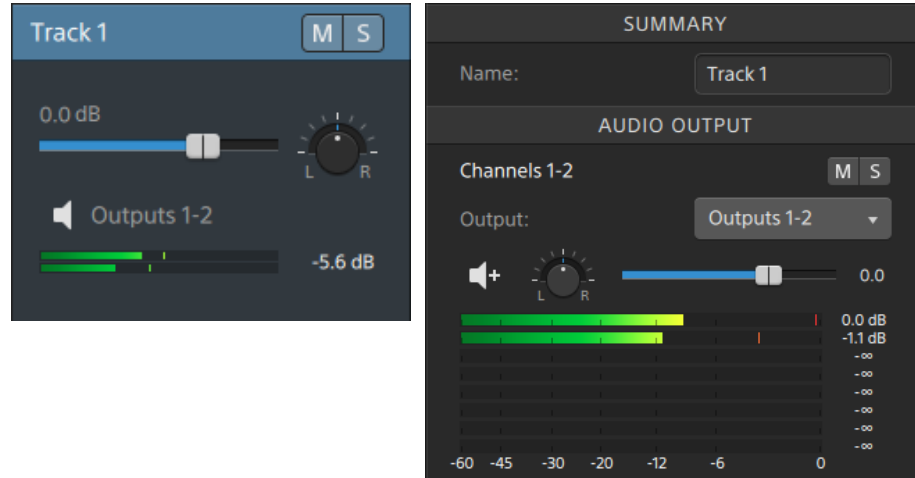 Track 1
M S
0.0 dB
L R
Outputs 1-2
-5.6 dB
SUMMARY
Name: Track 1
AUDIO OUTPUT
Channels 1-2 M S
Output: Outputs 1-2
L R 0.0
0.0 dB
-1.1 dB
-∞
-∞
-∞
-∞
-∞
-∞
-60 -45 -30 -20 -12 -6 0